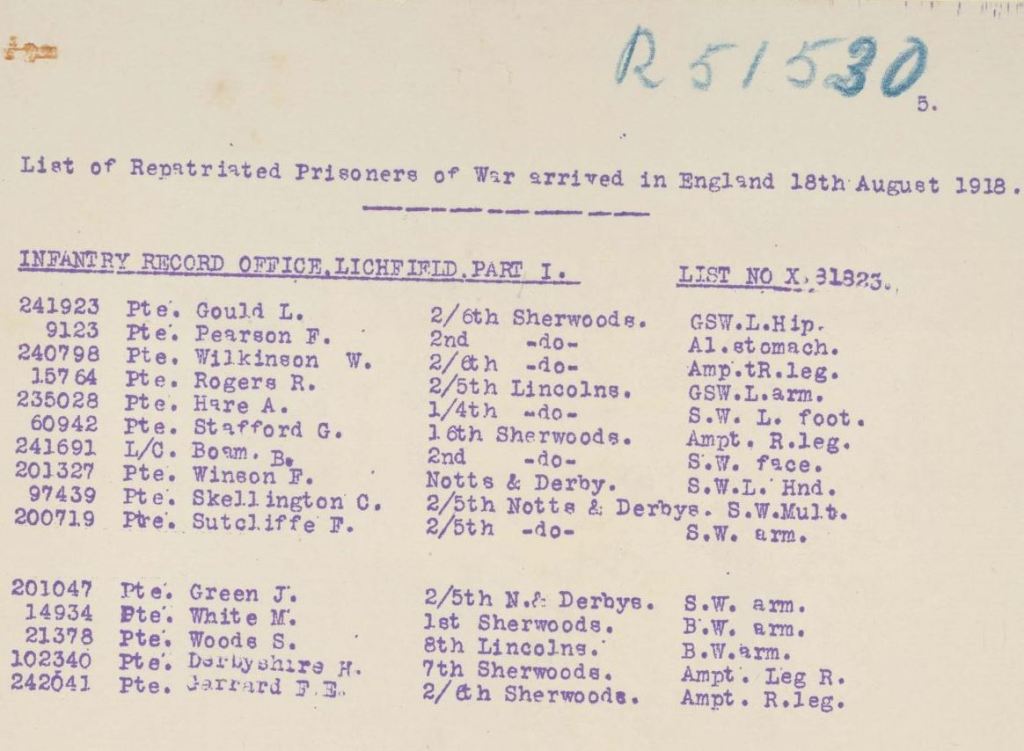 R 51530
5.
List of Repatriated Prisoners of War arrived in England 18th August 1918.
INFANTRY RECORD OFFICE, LICHFIELD, PART I. LIST NO X.81823.
241923 Pte. Gould L. 2/6th Sherwoods. GSW.L.Hip.
9123 Pte. Pearson F. 2nd -do- Al.stomach.
240798 Pte. Wilkinson W. 2/6th -do- Amp.tR.leg.
15764 Pte. Rogers R. 2/5th Lincolns. GSW.L.arm.
235028 Pte. Hare A. 1/4th -do- S.W. L. foot.
60942 Pte. Stafford G. 16th Sherwoods. Ampt. R.leg.
241691 L/C. Boam. B. 2nd -do- S.W. face.
201327 Pte. Winson F. Notts & Derby. S.W.L. Hnd.
97439 Pte. Skellington C. 2/5th Notts & Derbys. S.W.Mult.
200719 Pte. Sutcliffe F. 2/5th -do- S.W. arm.
201047 Pte. Green J. 2/5th N.& Derbys. S.W. arm.
14934 Pte. White M. 1st Sherwoods. B.W. arm.
21378 Pte. Woods S. 8th Lincolns. B.W.arm.
102340 Pte. Derbyshire H. 7th Sherwoods. Ampt. Leg R.
242041 Pte. Garrard F.E. 2/6th Sherwoods. Ampt. R.leg.